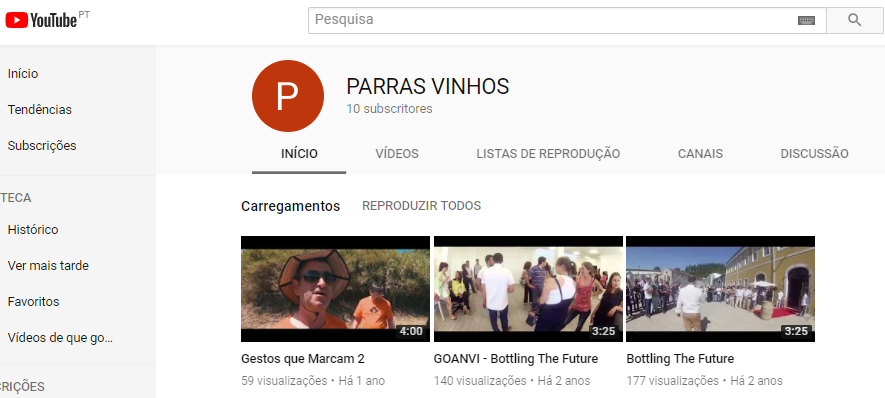 YouTube PT
Pesquisa
Início
Tendências
Subscrições
TECA
Histórico
Ver mais tarde
Favoritos
Vídeos de que go...
CRIÇÕES
P
PARRAS VINHOS
10 subscritores
INÍCIO VÍDEOS LISTAS DE REPRODUÇÃO CANAIS DISCUSSÃO
Carregamentos REPRODUZIR TODOS
4:00 3:25 3:25
Gestos que Marcam 2 GOANVI - Bottling The Future Bottling The Future
59 visualizações • Há 1 ano 140 visualizações • Há 2 anos 177 visualizações • Há 2 anos